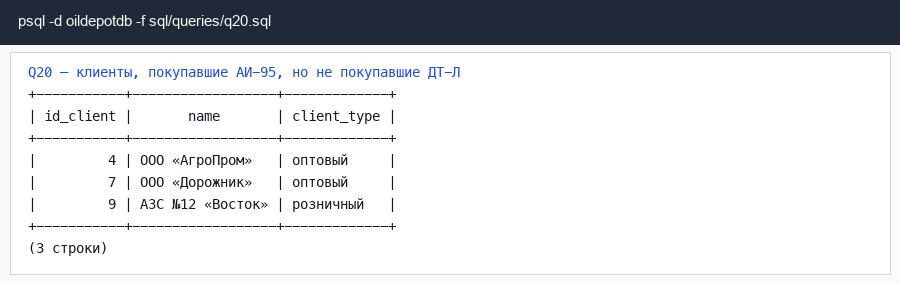 psql -d oildepotdb -f sql/queries/q20.sql
Q20 — клиенты, покупавшие АИ-95, но не покупавшие ДТ-Л
+-----------+------------------+-------------+
| id_client |       name       | client_type |
+-----------+------------------+-------------+
|         4 | ООО «АгроПром»   | оптовый     |
|         7 | ООО «Дорожник»   | оптовый     |
|         9 | АЗС №12 «Восток» | розничный   |
+-----------+------------------+-------------+
(3 строки)